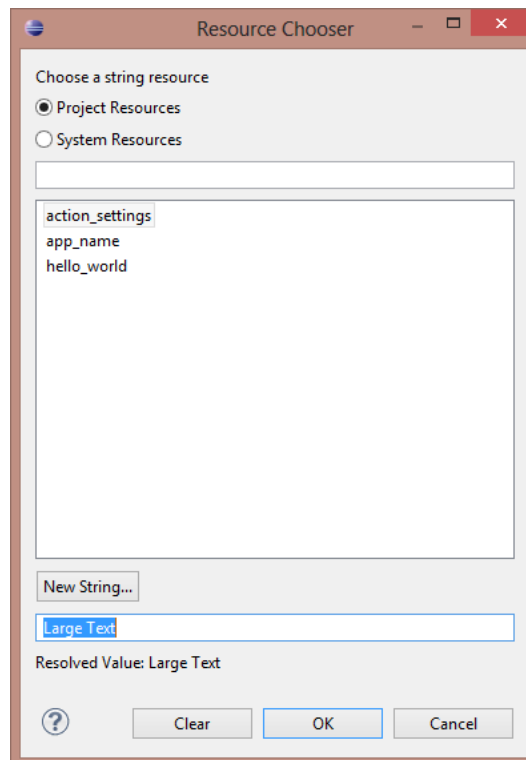 Resource Chooser
Choose a string resource
Project Resources
System Resources
action_settings
app_name
hello_world
New String...
Large Text
Resolved Value: Large Text
? Clear OK Cancel